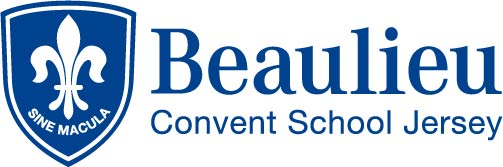 SINE MACULA
Beaulieu
Convent School Jersey